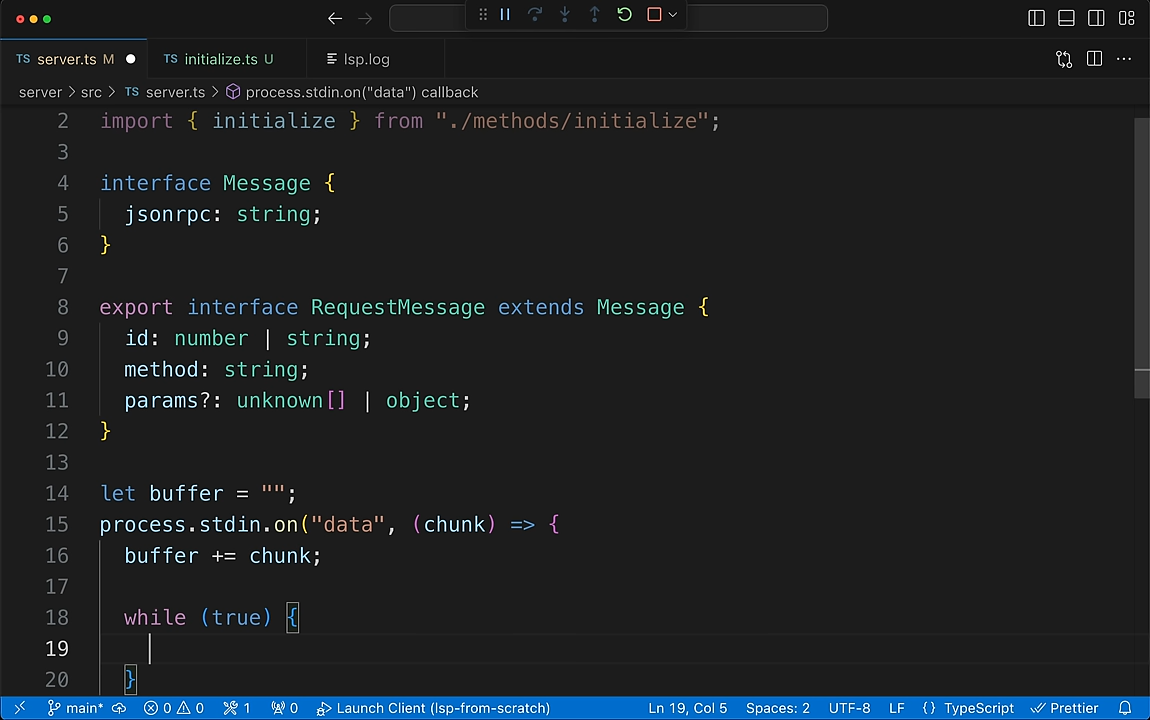 TS server.ts M TS initialize.ts U lsp.log
server > src > TS server.ts > process.stdin.on("data") callback
2 import { initialize } from "./methods/initialize";
3
4 interface Message {
5 jsonrpc: string;
6 }
7
8 export interface RequestMessage extends Message {
9 id: number | string;
10 method: string;
11 params?: unknown[] | object;
12 }
13
14 let buffer = "";
15 process.stdin.on("data", (chunk) => {
16 buffer += chunk;
17
18 while (true) {
19
20 }
main* 0 0 1 0 Launch Client (lsp-from-scratch) Ln 19, Col 5 Spaces: 2 UTF-8 LF {} TypeScript Prettier